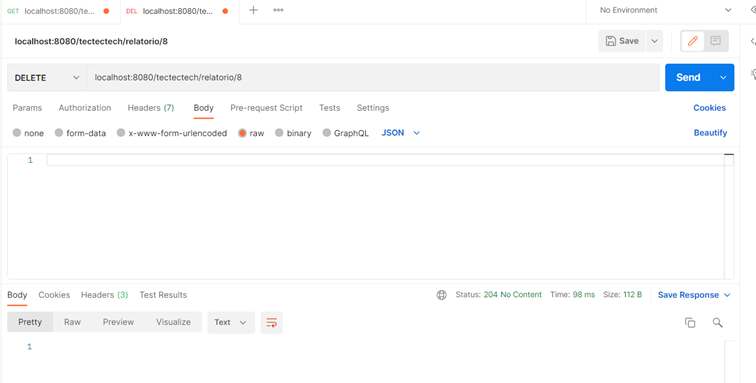 GET localhost:8080/te... DEL localhost:8080/te... + ooo No Environment
localhost:8080/tectectech/relatorio/8 Save
DELETE localhost:8080/tectectech/relatorio/8 Send
Params Authorization Headers (7) Body Pre-request Script Tests Settings Cookies
none form-data x-www-form-urlencoded raw binary GraphQL JSON Beautify
1
Body Cookies Headers (3) Test Results Status: 204 No Content Time: 98 ms Size: 112 B Save Response
Pretty Raw Preview Visualize Text
1